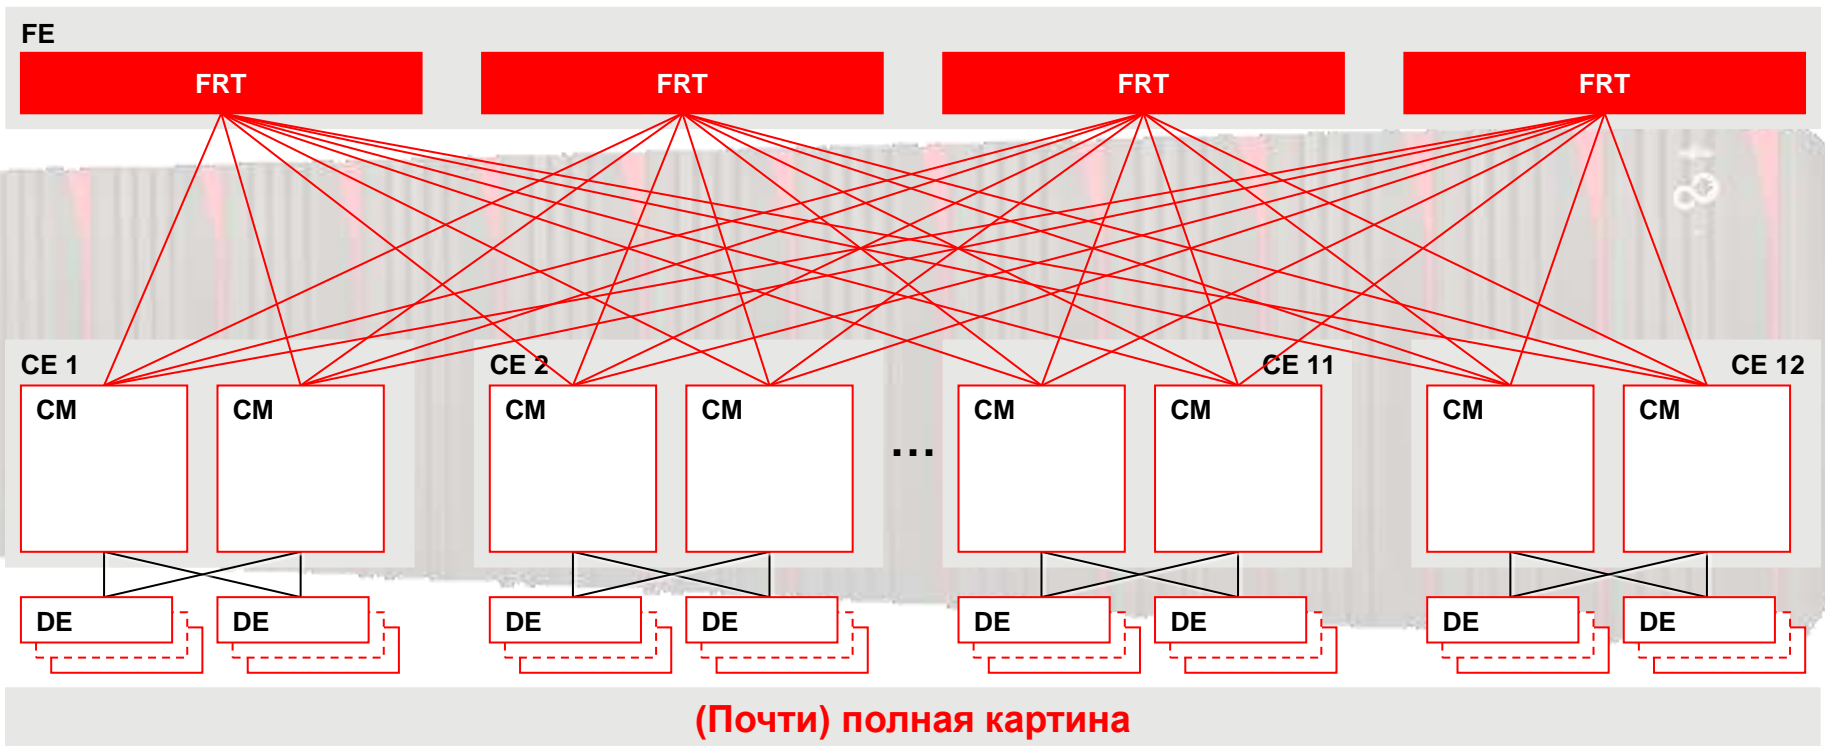 FE
FRT FRT FRT FRT
CE 1 CE 2 CE 11 CE 12
CM CM CM CM CM CM CM CM
...
DE DE DE DE DE DE DE DE
(Почти) полная картина